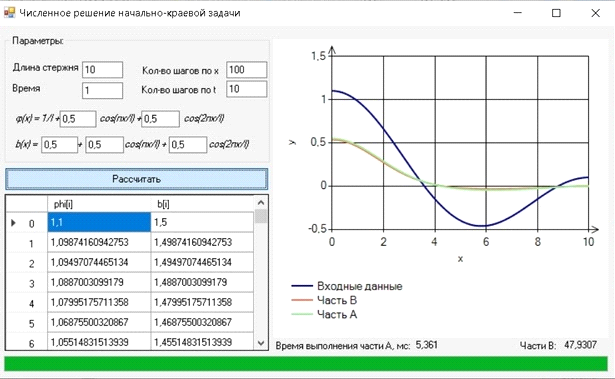 Численное решение начально-краевой задачи
Параметры:
Длина стержня 10 Кол-во шагов по x 100
Время 1 Кол-во шагов по t 10
φ(x) = 1/l + 0,5 cos(πx/l) + 0,5 cos(2πx/l)
b(x) = 0,5 + 0,5 cos(πx/l) + 0,5 cos(2πx/l)
Рассчитать
phi[i] b[i]
0 1,1 1,5
1 1,09874160942753 1,49874160942753
2 1,09497074465134 1,49497074465134
3 1,0887003099179 1,4887003099179
4 1,07995175711358 1,47995175711358
5 1,06875500320867 1,46875500320867
6 1,05514831513939 1,45514831513939
1,5
1
0,5
0
-0,5
y
0 2 4 6 8 10
x
Входные данные
Часть B
Часть A
Время выполнения части А, мс: 5,361 Части В: 47,9307